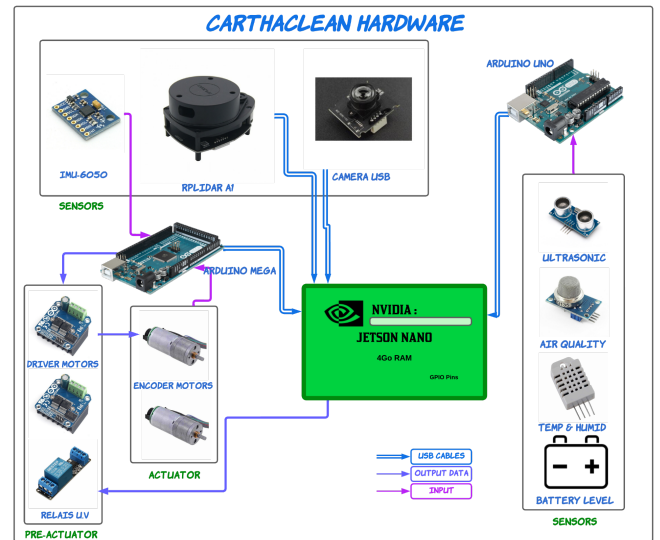 CARTHACLEAN HARDWARE
ARDUINO UNO
IMU-6050
RPLIDAR A1
CAMERA USB
SENSORS
ULTRASONIC
ARDUINO MEGA
NVIDIA :
JETSON NANO
4Go RAM
GPIO Pins
AIR QUALITY
DRIVER MOTORS
ENCODER MOTORS
TEMP & HUMID
USB CABLES
OUTPUT DATA
INPUT
ACTUATOR
BATTERY LEVEL
RELAIS U.V
SENSORS
PRE-ACTUATOR